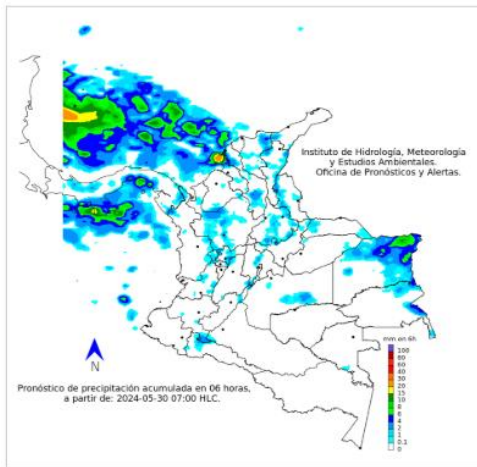 Instituto de Hidrología, Meteorología
y Estudios Ambientales.
Oficina de Pronósticos y Alertas.
mm en 6h
100
80
60
50
40
30
20
15
10
8
6
4
2
1
0.1
0
N
Pronóstico de precipitación acumulada en 06 horas,
a partir de: 2024-05-30 07:00 HLC.